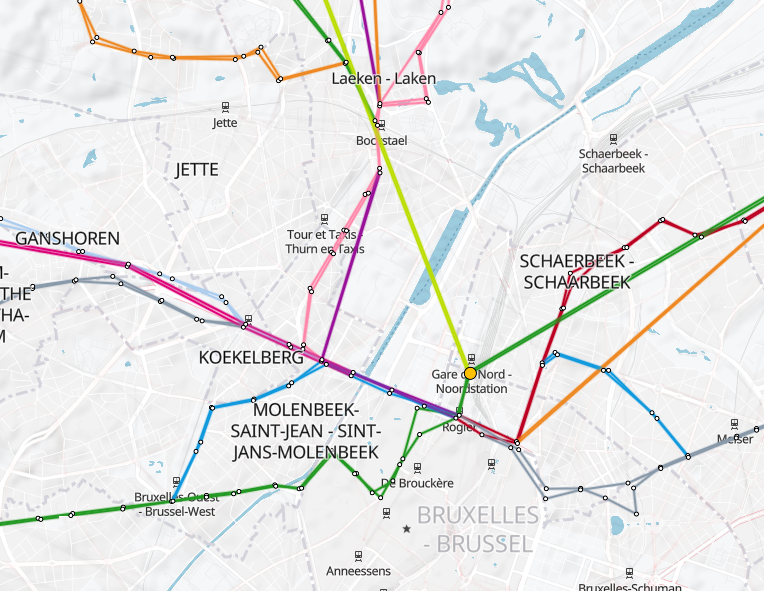 Laeken - Laken
Jette
Bockstael
Schaerbeek -
Schaarbeek
JETTE
Tour et Taxis -
Thurn en Taxis
GANSHOREN
SCHAERBEEK -
SCHAARBEEK
M-
THE
THA-
M
KOEKELBERG
Gare du Nord -
Noordstation
MOLENBEEK-
SAINT-JEAN - SINT-
JANS-MOLENBEEK
Rogier
Meiser
De Brouckère
Bruxelles-Ouest
- Brussel-West
BRUXELLES
- BRUSSEL
Anneessens
Bruxelles-Schuman